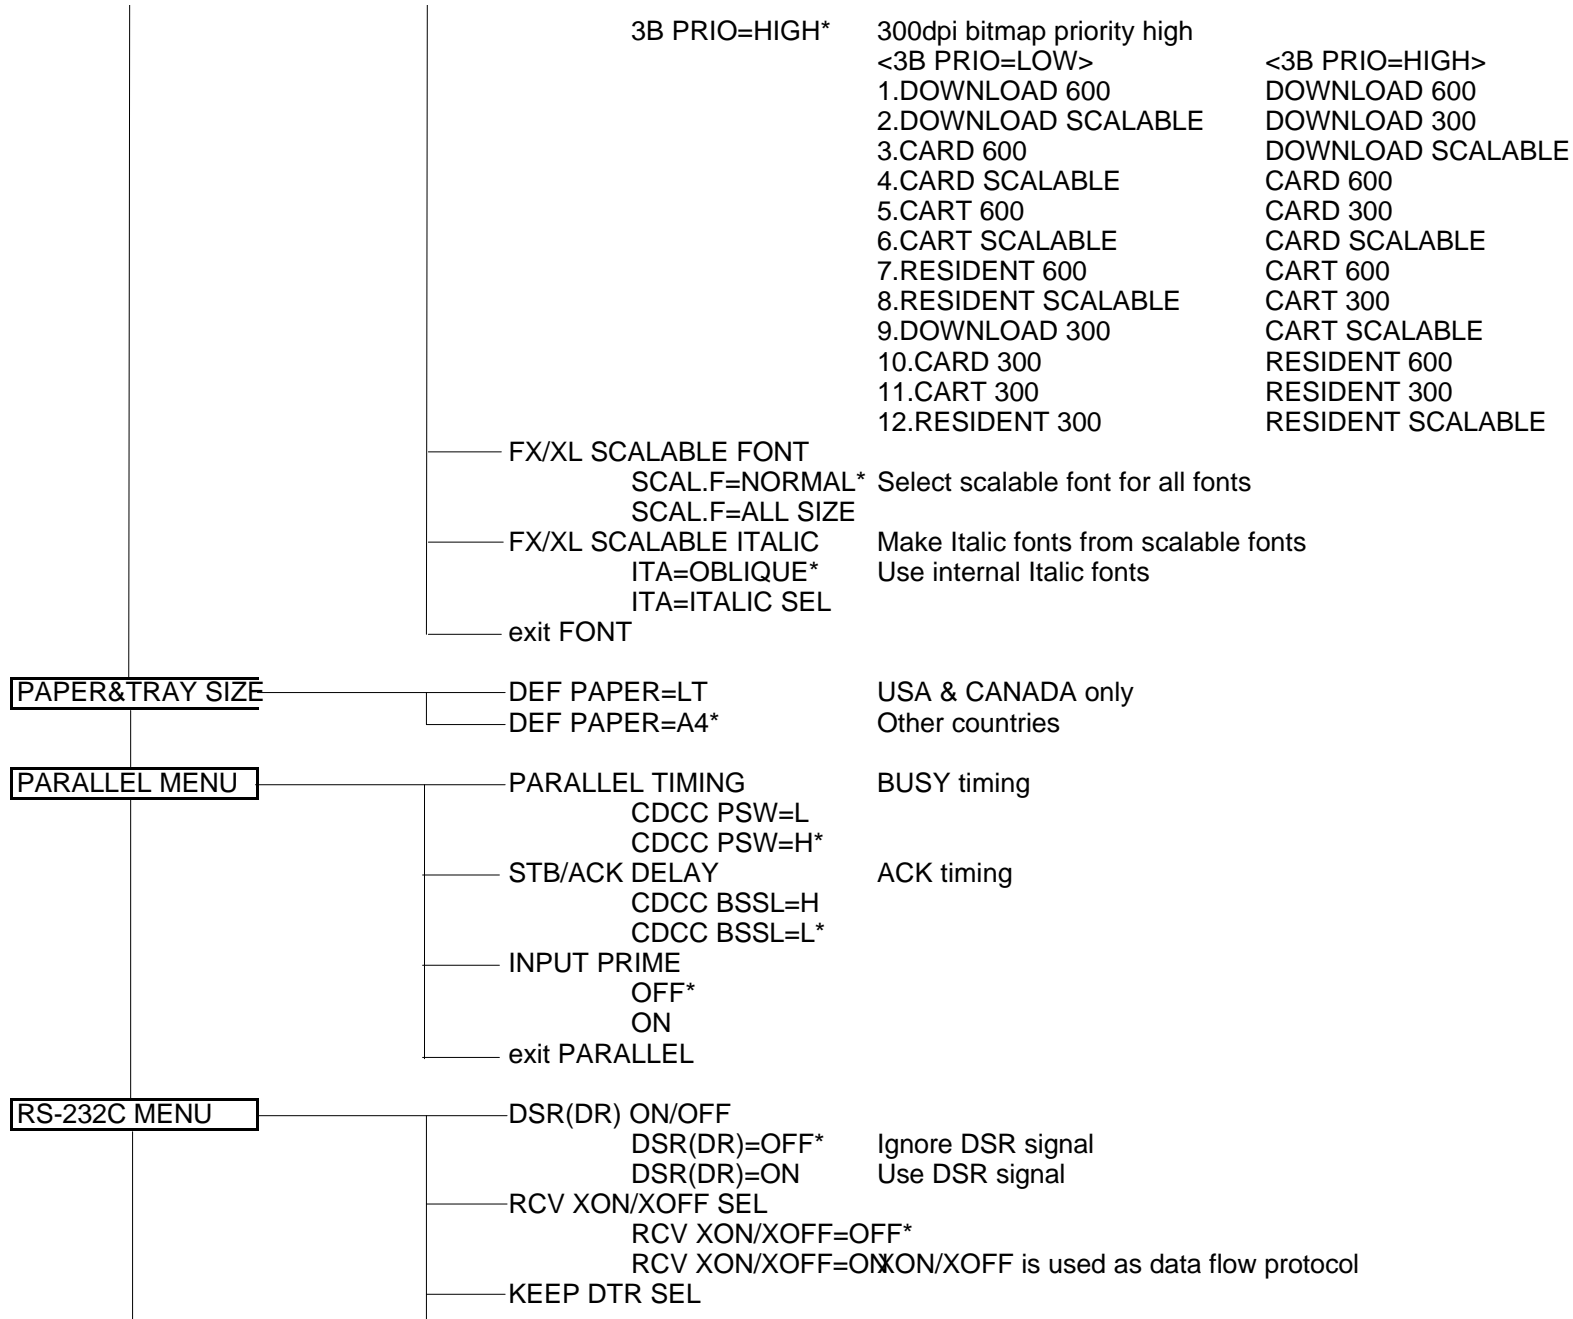 3B PRIO=HIGH* 300dpi bitmap priority high
<3B PRIO=LOW> <3B PRIO=HIGH>
1.DOWNLOAD 600 DOWNLOAD 600
2.DOWNLOAD SCALABLE DOWNLOAD 300
3.CARD 600 DOWNLOAD SCALABLE
4.CARD SCALABLE CARD 600
5.CART 600 CARD 300
6.CART SCALABLE CARD SCALABLE
7.RESIDENT 600 CART 600
8.RESIDENT SCALABLE CART 300
9.DOWNLOAD 300 CART SCALABLE
10.CARD 300 RESIDENT 600
11.CART 300 RESIDENT 300
12.RESIDENT 300 RESIDENT SCALABLE
FX/XL SCALABLE FONT
SCAL.F=NORMAL* Select scalable font for all fonts
SCAL.F=ALL SIZE
FX/XL SCALABLE ITALIC Make Italic fonts from scalable fonts
ITA=OBLIQUE* Use internal Italic fonts
ITA=ITALIC SEL
exit FONT
PAPER&TRAY SIZE DEF PAPER=LT USA & CANADA only
DEF PAPER=A4* Other countries
PARALLEL MENU PARALLEL TIMING BUSY timing
CDCC PSW=L
CDCC PSW=H*
STB/ACK DELAY ACK timing
CDCC BSSL=H
CDCC BSSL=L*
INPUT PRIME
OFF*
ON
exit PARALLEL
RS-232C MENU DSR(DR) ON/OFF
DSR(DR)=OFF* Ignore DSR signal
DSR(DR)=ON Use DSR signal
RCV XON/XOFF SEL
RCV XON/XOFF=OFF*
RCV XON/XOFF=ON XON/XOFF is used as data flow protocol
KEEP DTR SEL